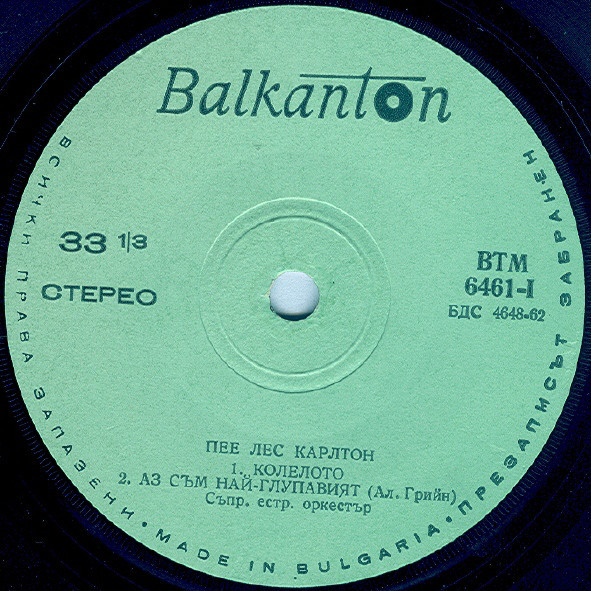 Balkanton
33 1/3
СТЕРЕО
ВТМ
6461-I
БДС 4648-62
ПЕЕ ЛЕС КАРЛТОН
1. КОЛЕЛОТО
2. АЗ СЪМ НАЙ-ГЛУПАВИЯТ (Ал. Грийн)
Съпр. естр. оркестър
ВСИЧКИ ПРАВА ЗАПАЗЕНИ • MADE IN BULGARIA • ПРЕЗАПИСЪТ ЗАБРАНЕН